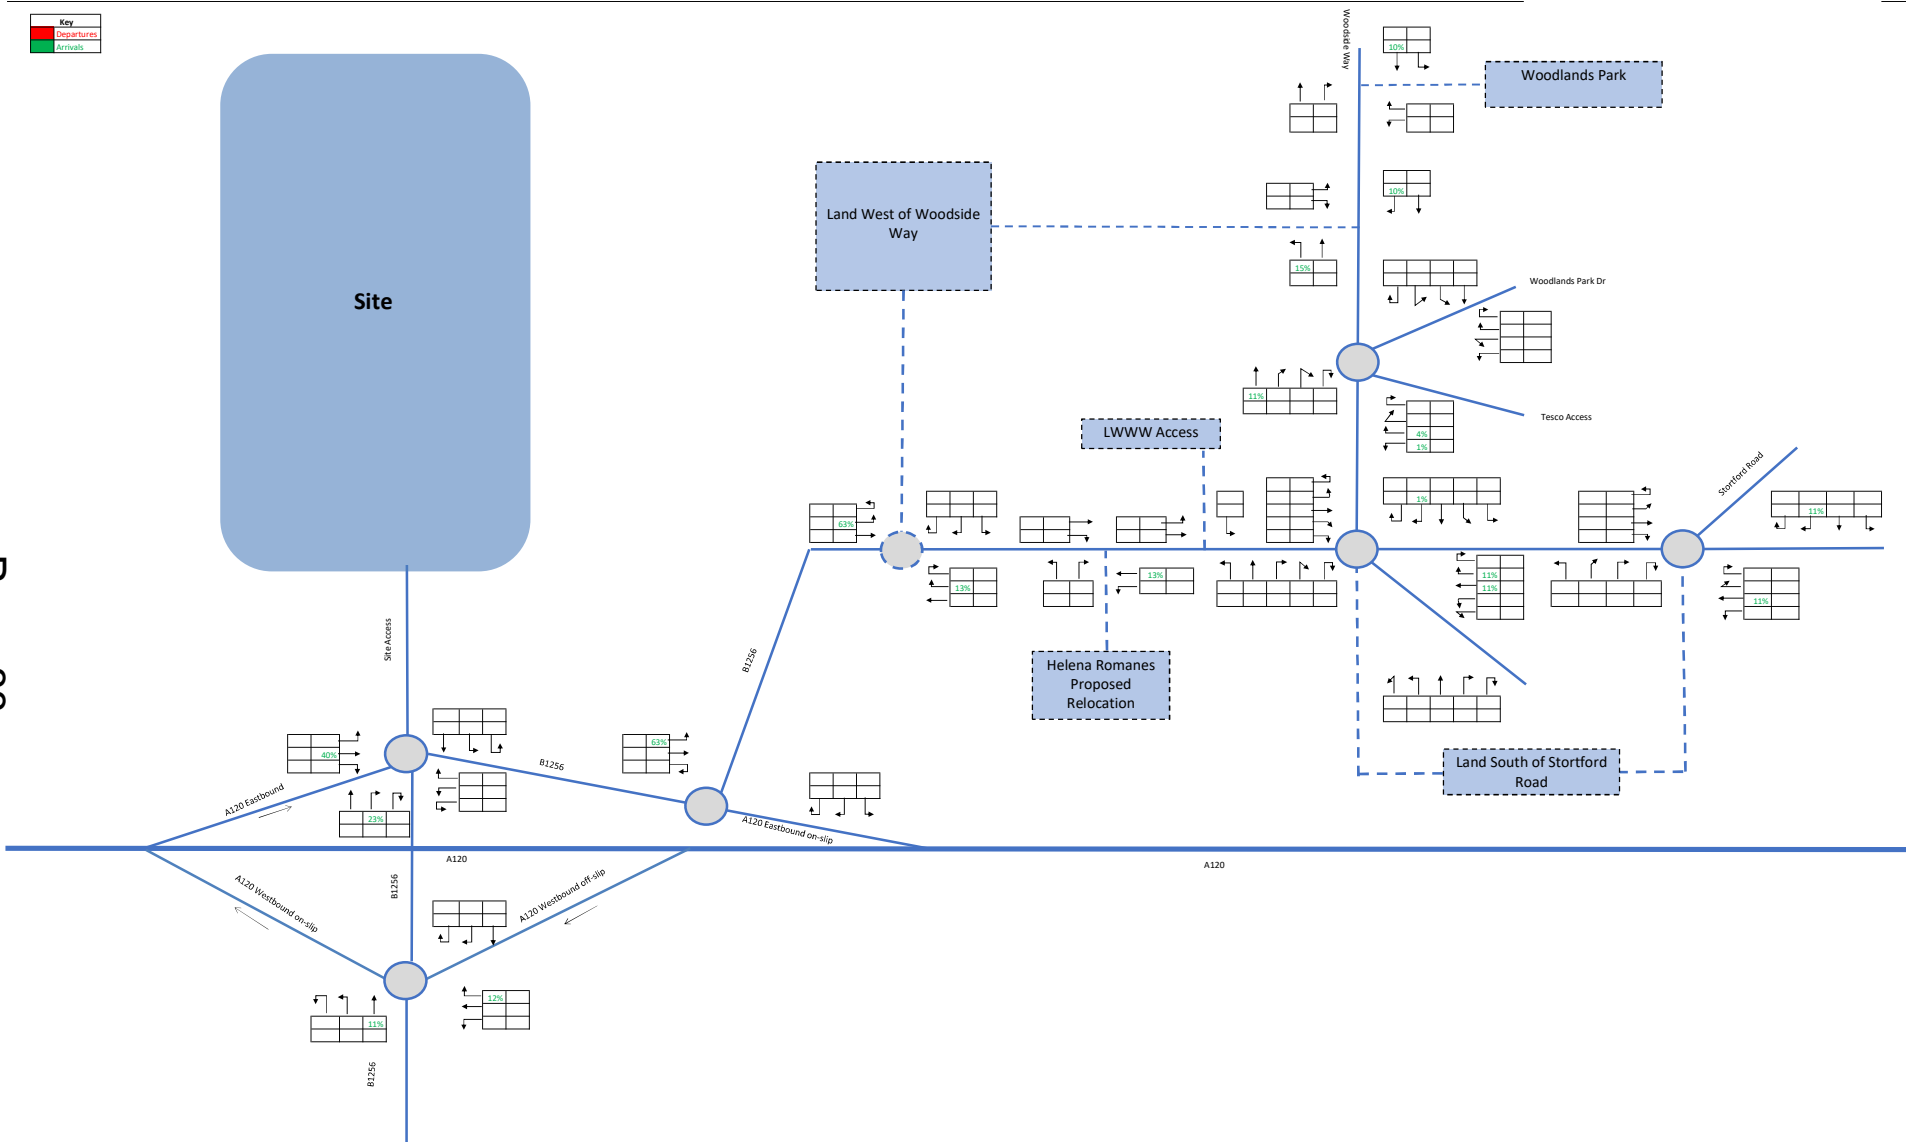 Key
Departures
Arrivals
Woodside Way
10%
Woodlands Park
10%
Land West of Woodside
Way
15%
Woodlands Park Dr
Site
11%
Tesco Access
4%
1%
LWWW Access
Stortford Road
63%
1%
11%
13%
13%
11%
11%
11%
Site Access
B1256
Helena Romanes
Proposed
Relocation
40%
63%
B1256
Land South of Stortford
Road
A120 Eastbound
23%
A120 Eastbound on-slip
A120
A120
A120 Westbound on-slip
B1256
A120 Westbound off-slip
12%
11%
B1256